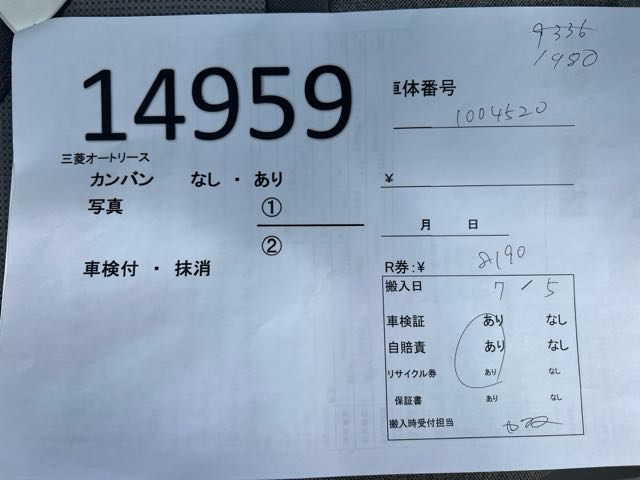 9336
1980
14959
車体番号
1004520
三菱オートリース
カンバン なし ・ あり
¥
写真 ①
月 日
②
車検付 ・ 抹消
R券:¥ 8190
搬入日 7 / 5
車検証 あり なし
自賠責 あり なし
リサイクル券 あり なし
保証書 あり なし
搬入時受付担当